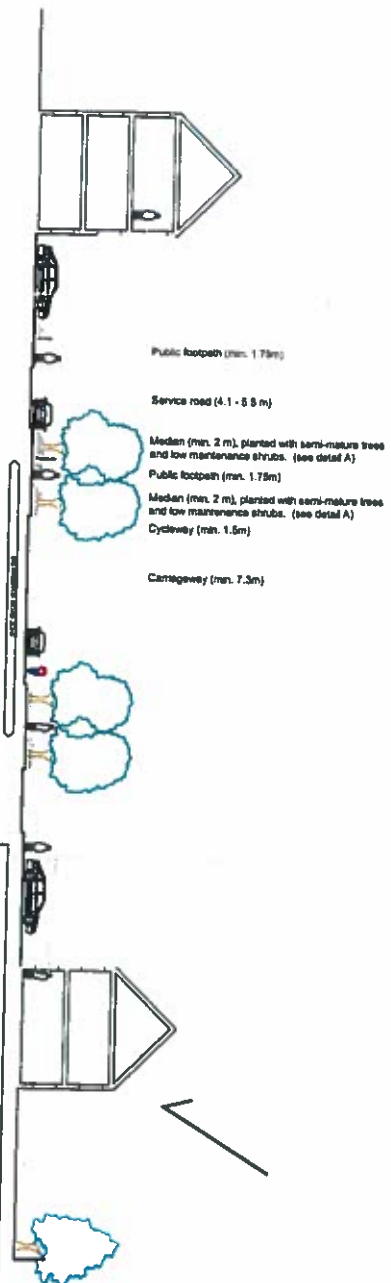 Public footpath (min. 1.75m)
Service road (4.1 - 5.5 m)
Median (min. 2 m), planted with semi-mature trees
and low maintenance shrubs. (see detail A)
Public footpath (min. 1.75m)
Median (min. 2 m), planted with semi-mature trees
and low maintenance shrubs. (see detail A)
Cycleway (min. 1.5m)
Carriageway (min. 7.3m)